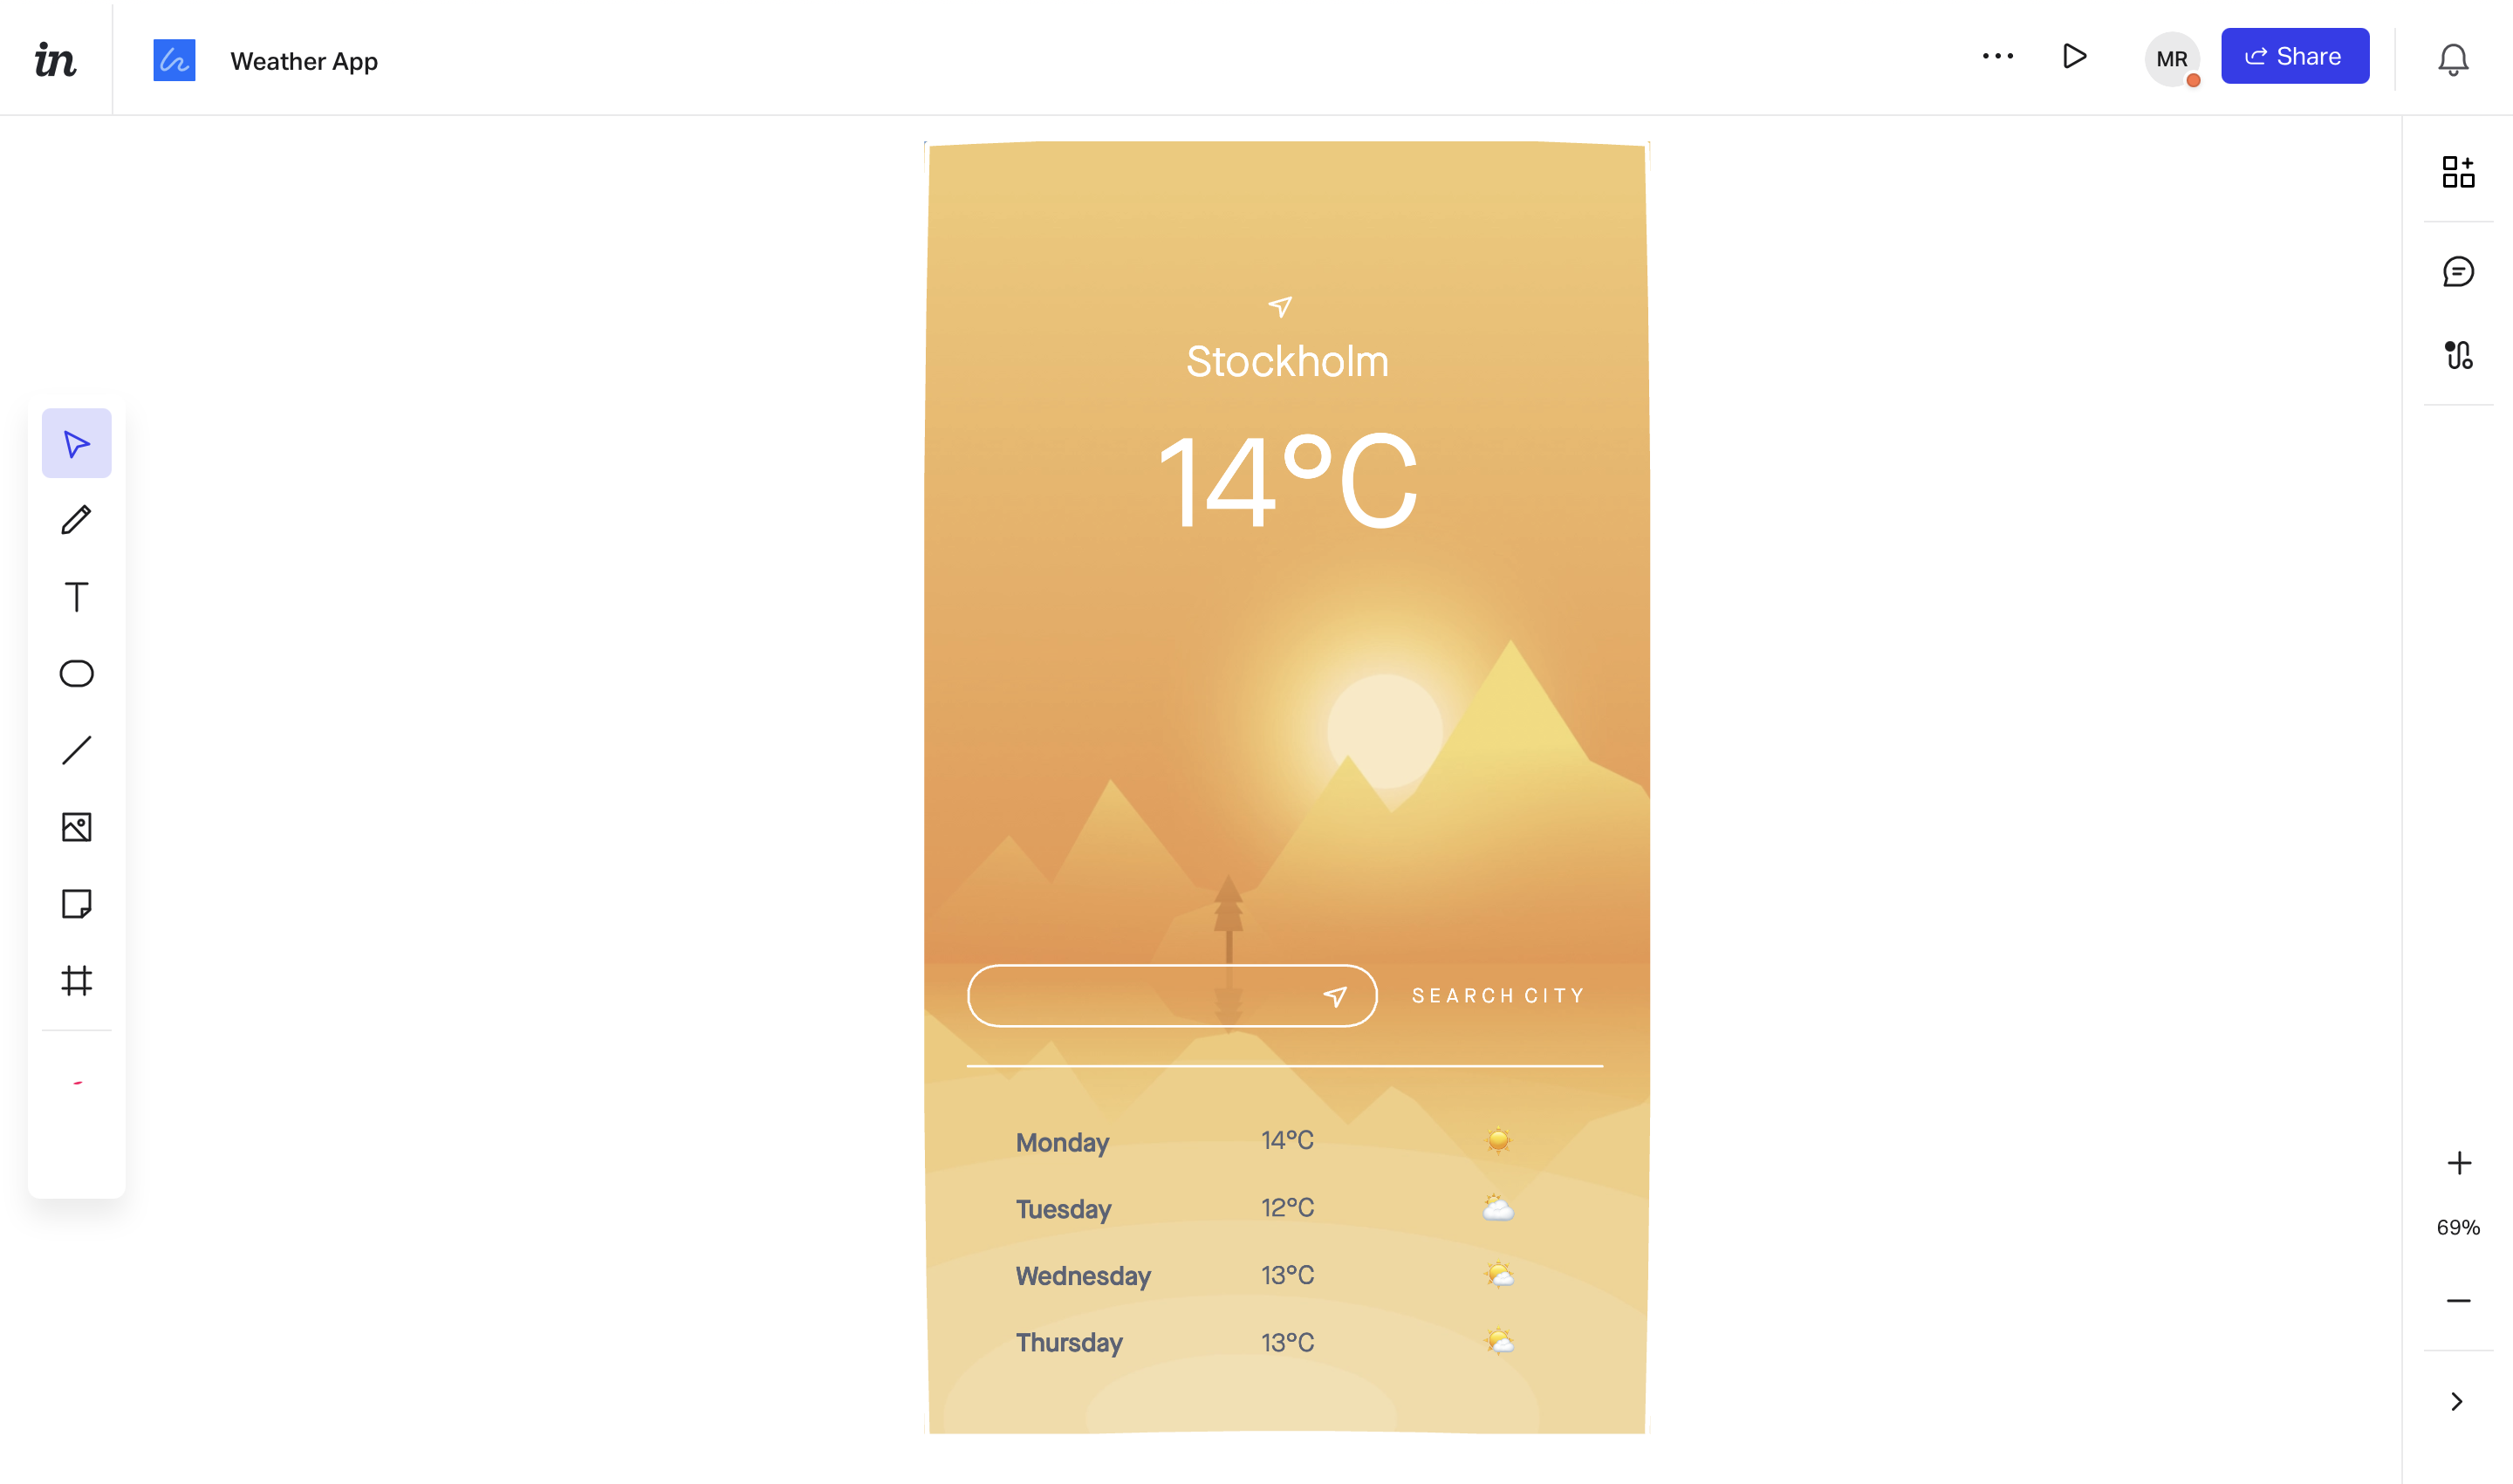 in
Weather App
MR
Share
Stockholm
14°C
SEARCH CITY
Monday 14°C
Tuesday 12°C
Wednesday 13°C
Thursday 13°C
69%